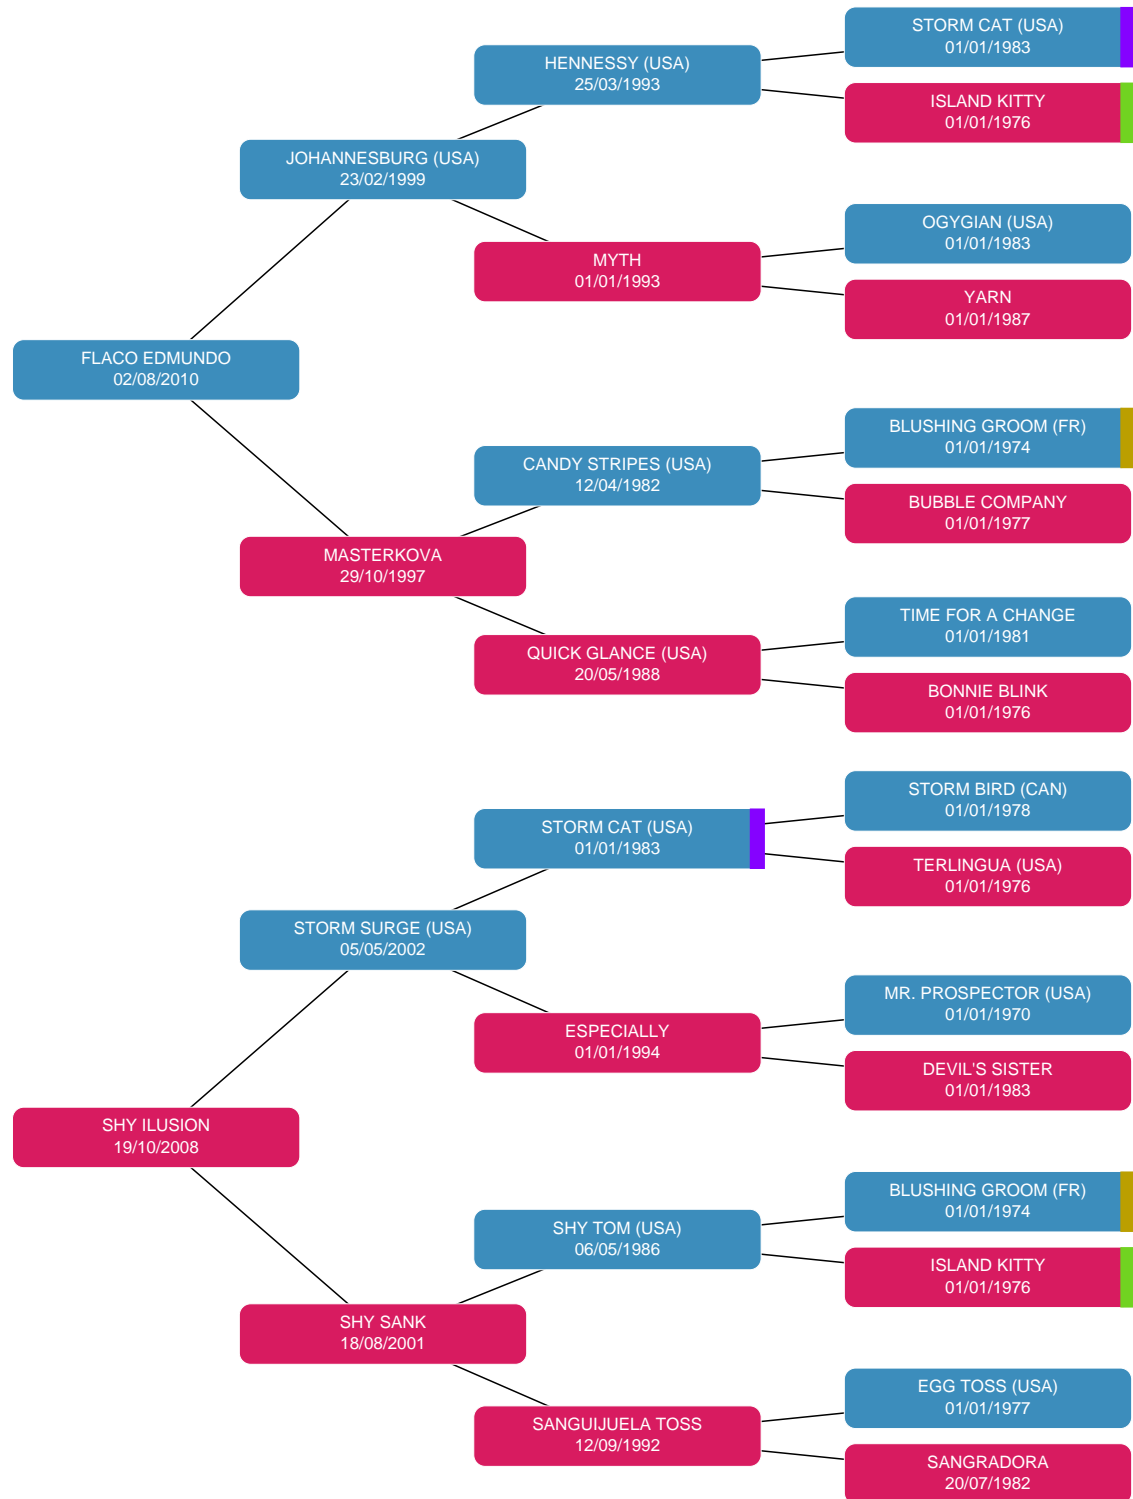 STORM CAT (USA)
01/01/1983
HENNESSY (USA)
25/03/1993
ISLAND KITTY
01/01/1976
JOHANNESBURG (USA)
23/02/1999
OGYGIAN (USA)
01/01/1983
MYTH
01/01/1993
YARN
01/01/1987
FLACO EDMUNDO
02/08/2010
BLUSHING GROOM (FR)
01/01/1974
CANDY STRIPES (USA)
12/04/1982
BUBBLE COMPANY
01/01/1977
MASTERKOVA
29/10/1997
TIME FOR A CHANGE
01/01/1981
QUICK GLANCE (USA)
20/05/1988
BONNIE BLINK
01/01/1976
STORM BIRD (CAN)
01/01/1978
STORM CAT (USA)
01/01/1983
TERLINGUA (USA)
01/01/1976
STORM SURGE (USA)
05/05/2002
MR. PROSPECTOR (USA)
01/01/1970
ESPECIALLY
01/01/1994
DEVIL'S SISTER
01/01/1983
SHY ILUSION
19/10/2008
BLUSHING GROOM (FR)
01/01/1974
SHY TOM (USA)
06/05/1986
ISLAND KITTY
01/01/1976
SHY SANK
18/08/2001
EGG TOSS (USA)
01/01/1977
SANGUIJUELA TOSS
12/09/1992
SANGRADORA
20/07/1982